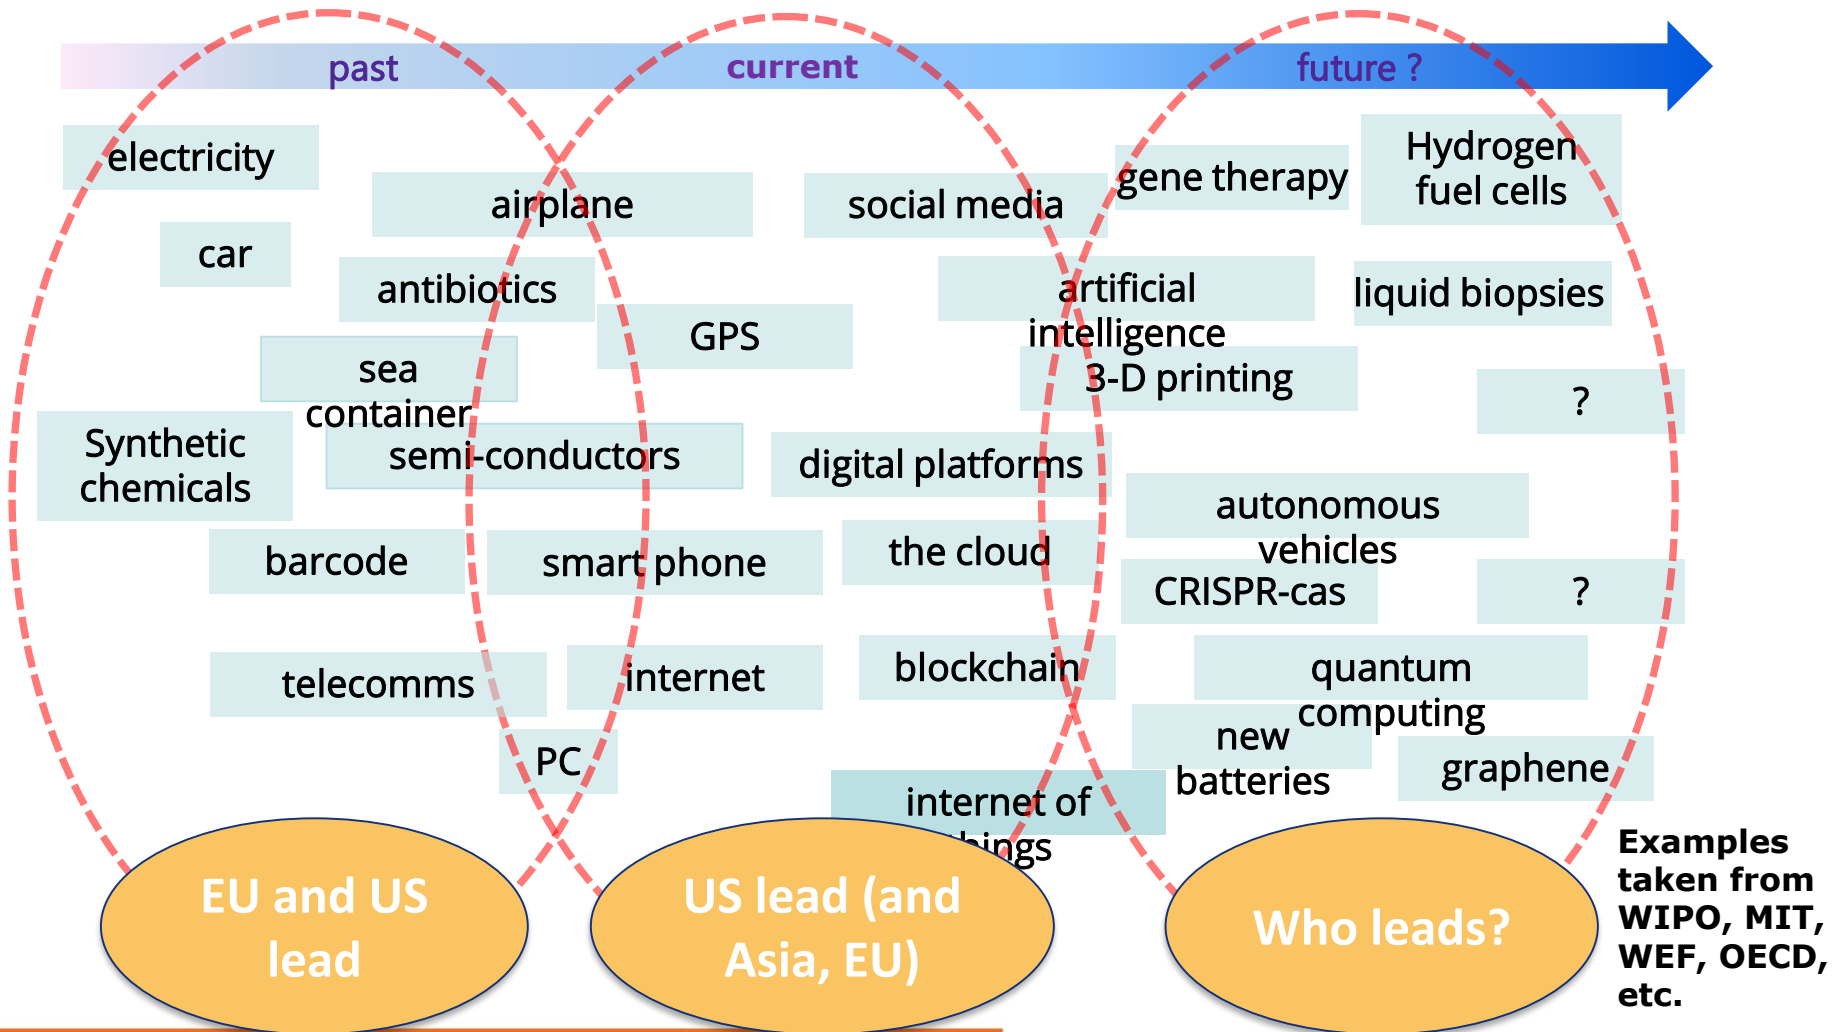 past
current
future ?
electricity
airplane
social media
gene therapy
Hydrogen
fuel cells
car
antibiotics
GPS
artificial
intelligence
liquid biopsies
sea
container
3-D printing
?
Synthetic
chemicals
semi-conductors
digital platforms
autonomous
vehicles
barcode
smart phone
the cloud
CRISPR-cas
?
telecomms
internet
blockchain
quantum
computing
PC
new
batteries
graphene
internet of
things
EU and US
lead
US lead (and
Asia, EU)
Who leads?
Examples
taken from
WIPO, MIT,
WEF, OECD,
etc.